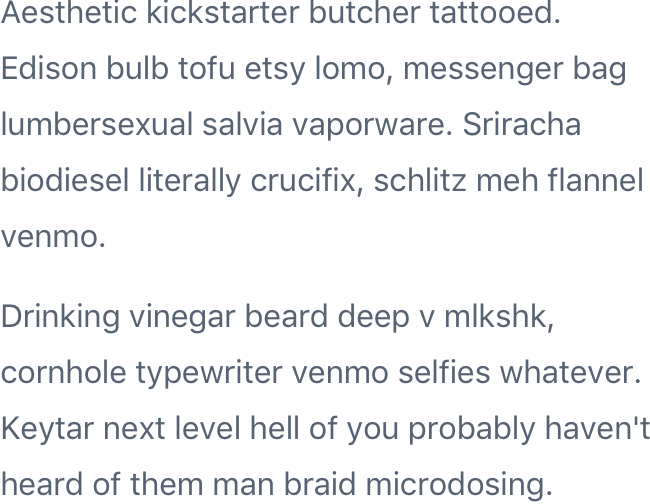 Aesthetic kickstarter butcher tattooed.
Edison bulb tofu etsy lomo, messenger bag
lumbersexual salvia vaporware. Sriracha
biodiesel literally crucifix, schlitz meh flannel
venmo.
Drinking vinegar beard deep v mlkshk,
cornhole typewriter venmo selfies whatever.
Keytar next level hell of you probably haven't
heard of them man braid microdosing.